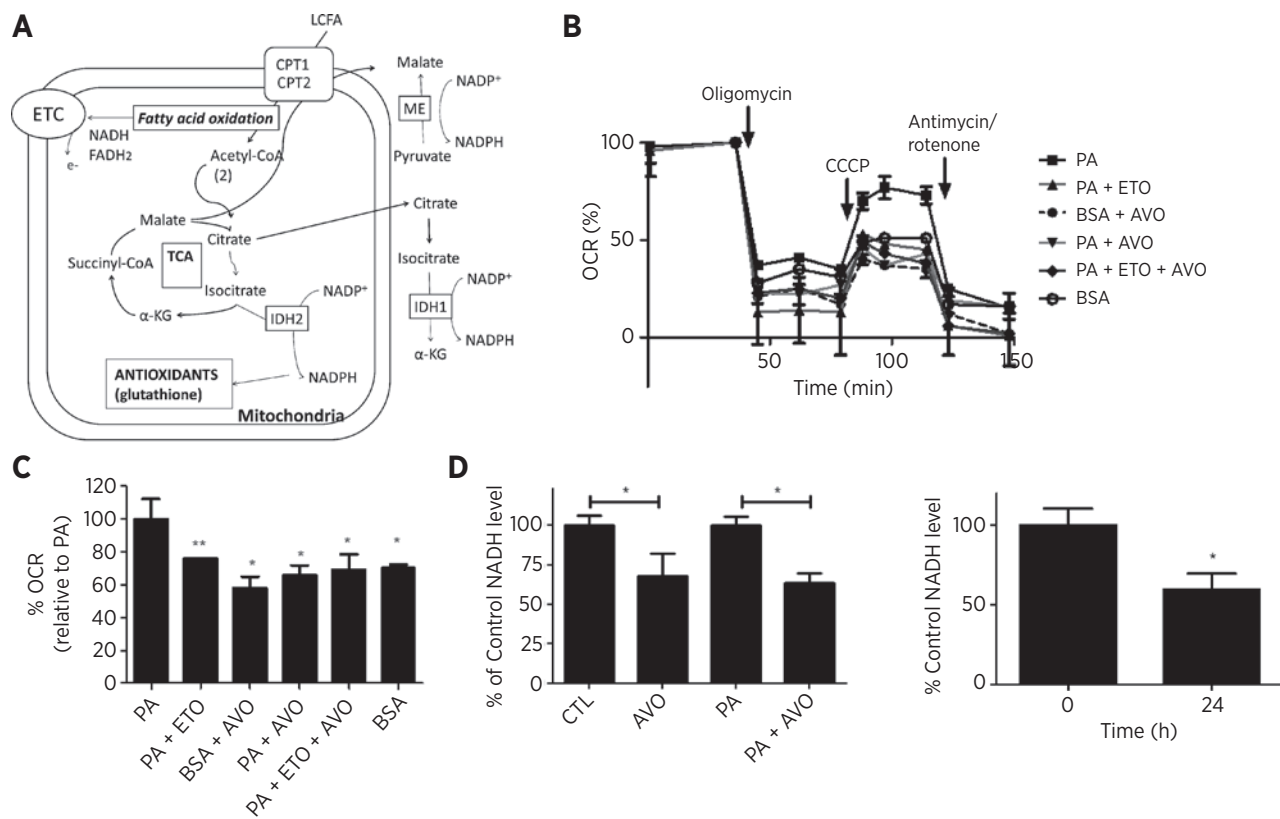 A
LCFA
CPT1
CPT2
Malate
NADP⁺
ME
NADPH
Pyruvate
ETC
Fatty acid oxidation
NADH
FADH2
e-
Acetyl-CoA
(2)
Malate
Citrate
Citrate
TCA
Succinyl-CoA
Isocitrate
Isocitrate
NADP⁺
NADP⁺
α-KG
IDH2
IDH1
NADPH
α-KG
ANTIOXIDANTS
(glutathione)
NADPH
Mitochondria
B
Oligomycin
CCCP
Antimycin/
rotenone
OCR (%)
100
50
0
50
100
150
Time (min)
PA
PA + ETO
BSA + AVO
PA + AVO
PA + ETO + AVO
BSA
C
% OCR
(relative to PA)
120
100
80
60
40
20
0
**
*
*
*
*
PA
PA + ETO
BSA + AVO
PA + AVO
PA + ETO + AVO
BSA
D
% of Control NADH level
100
75
50
25
0
*
*
CTL
AVO
PA
PA + AVO
% Control NADH level
100
50
0
*
0
24
Time (h)